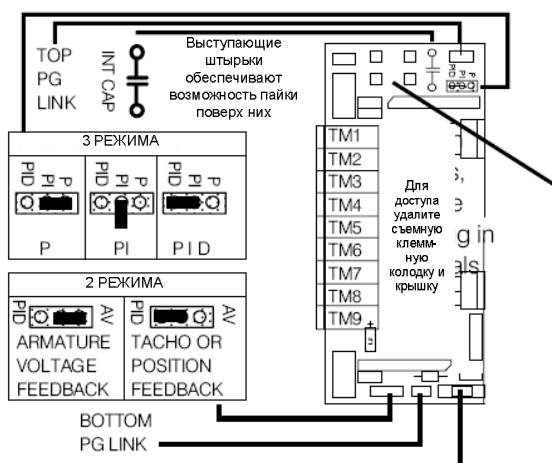 TOP
PG
LINK
INT CAP
Выступающие
штырьки
обеспечивают
возможность пайки
поверх них
PID
PI
P
3 РЕЖИМА
PID
PI
P
PID
PI
P
PID
PI
P
P
PI
PID
2 РЕЖИМА
PID
AV
PID
AV
ARMATURE
VOLTAGE
FEEDBACK
TACHO OR
POSITION
FEEDBACK
BOTTOM
PG LINK
TM1
TM2
TM3
TM4
TM5
TM6
TM7
TM8
TM9
Для
доступа
удалите
съемную
клемм-
ную
колодку и
крышку
g in